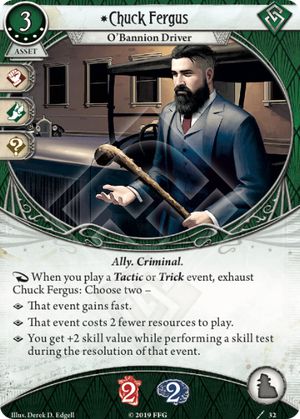 3
*Chuck Fergus
O'Bannion Driver
ASSET
Ally. Criminal.
When you play a Tactic or Trick event, exhaust
Chuck Fergus: Choose two –
That event gains fast.
That event costs 2 fewer resources to play.
You get +2 skill value while performing a skill test
during the resolution of that event.
2 2
Illus. Derek D. Edgell © 2019 FFG 32